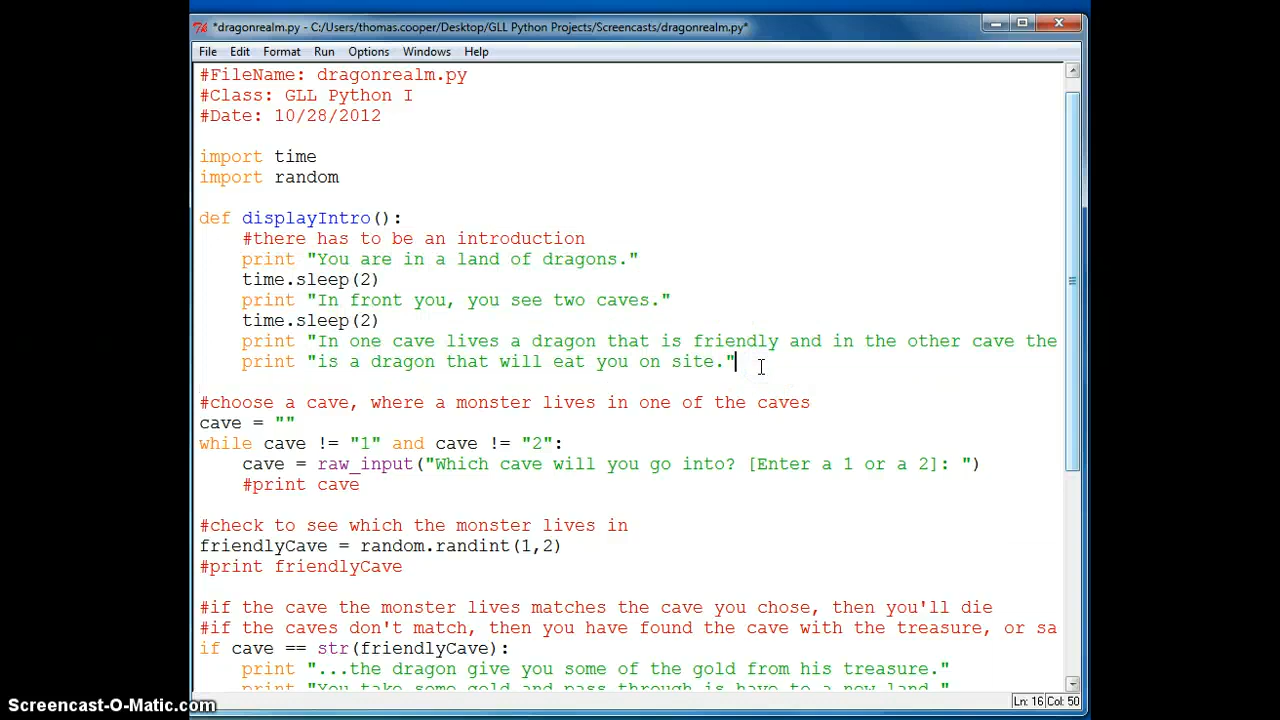 *dragonrealm.py - C:/Users/thomas.cooper/Desktop/GLL Python Projects/Screencasts/dragonrealm.py*
File Edit Format Run Options Windows Help
#FileName: dragonrealm.py
#Class: GLL Python I
#Date: 10/28/2012
import time
import random
def displayIntro():
#there has to be an introduction
print "You are in a land of dragons."
time.sleep(2)
print "In front you, you see two caves."
time.sleep(2)
print "In one cave lives a dragon that is friendly and in the other cave the
print "is a dragon that will eat you on site."
#choose a cave, where a monster lives in one of the caves
cave = ""
while cave != "1" and cave != "2":
cave = raw_input("Which cave will you go into? [Enter a 1 or a 2]: ")
#print cave
#check to see which the monster lives in
friendlyCave = random.randint(1,2)
#print friendlyCave
#if the cave the monster lives matches the cave you chose, then you'll die
#if the caves don't match, then you have found the cave with the treasure, or sa
if cave == str(friendlyCave):
print "...the dragon give you some of the gold from his treasure."
print "You take some gold and pass through is have to a new land."
Ln: 16 Col: 50
Screencast-O-Matic.com